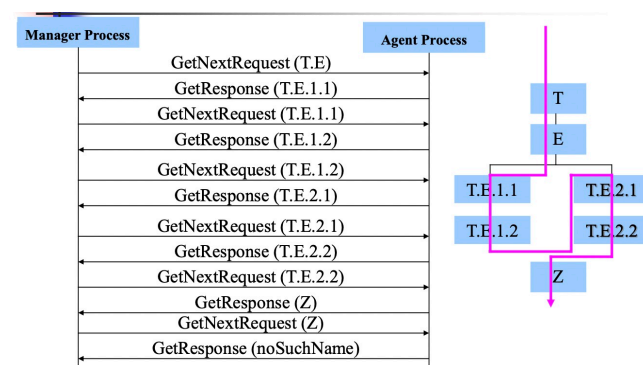 Manager Process
Agent Process
GetNextRequest (T.E)
GetResponse (T.E.1.1)
GetNextRequest (T.E.1.1)
GetResponse (T.E.1.2)
GetNextRequest (T.E.1.2)
GetResponse (T.E.2.1)
GetNextRequest (T.E.2.1)
GetResponse (T.E.2.2)
GetNextRequest (T.E.2.2)
GetResponse (Z)
GetNextRequest (Z)
GetResponse (noSuchName)
T
E
T.E.1.1
T.E.2.1
T.E.1.2
T.E.2.2
Z